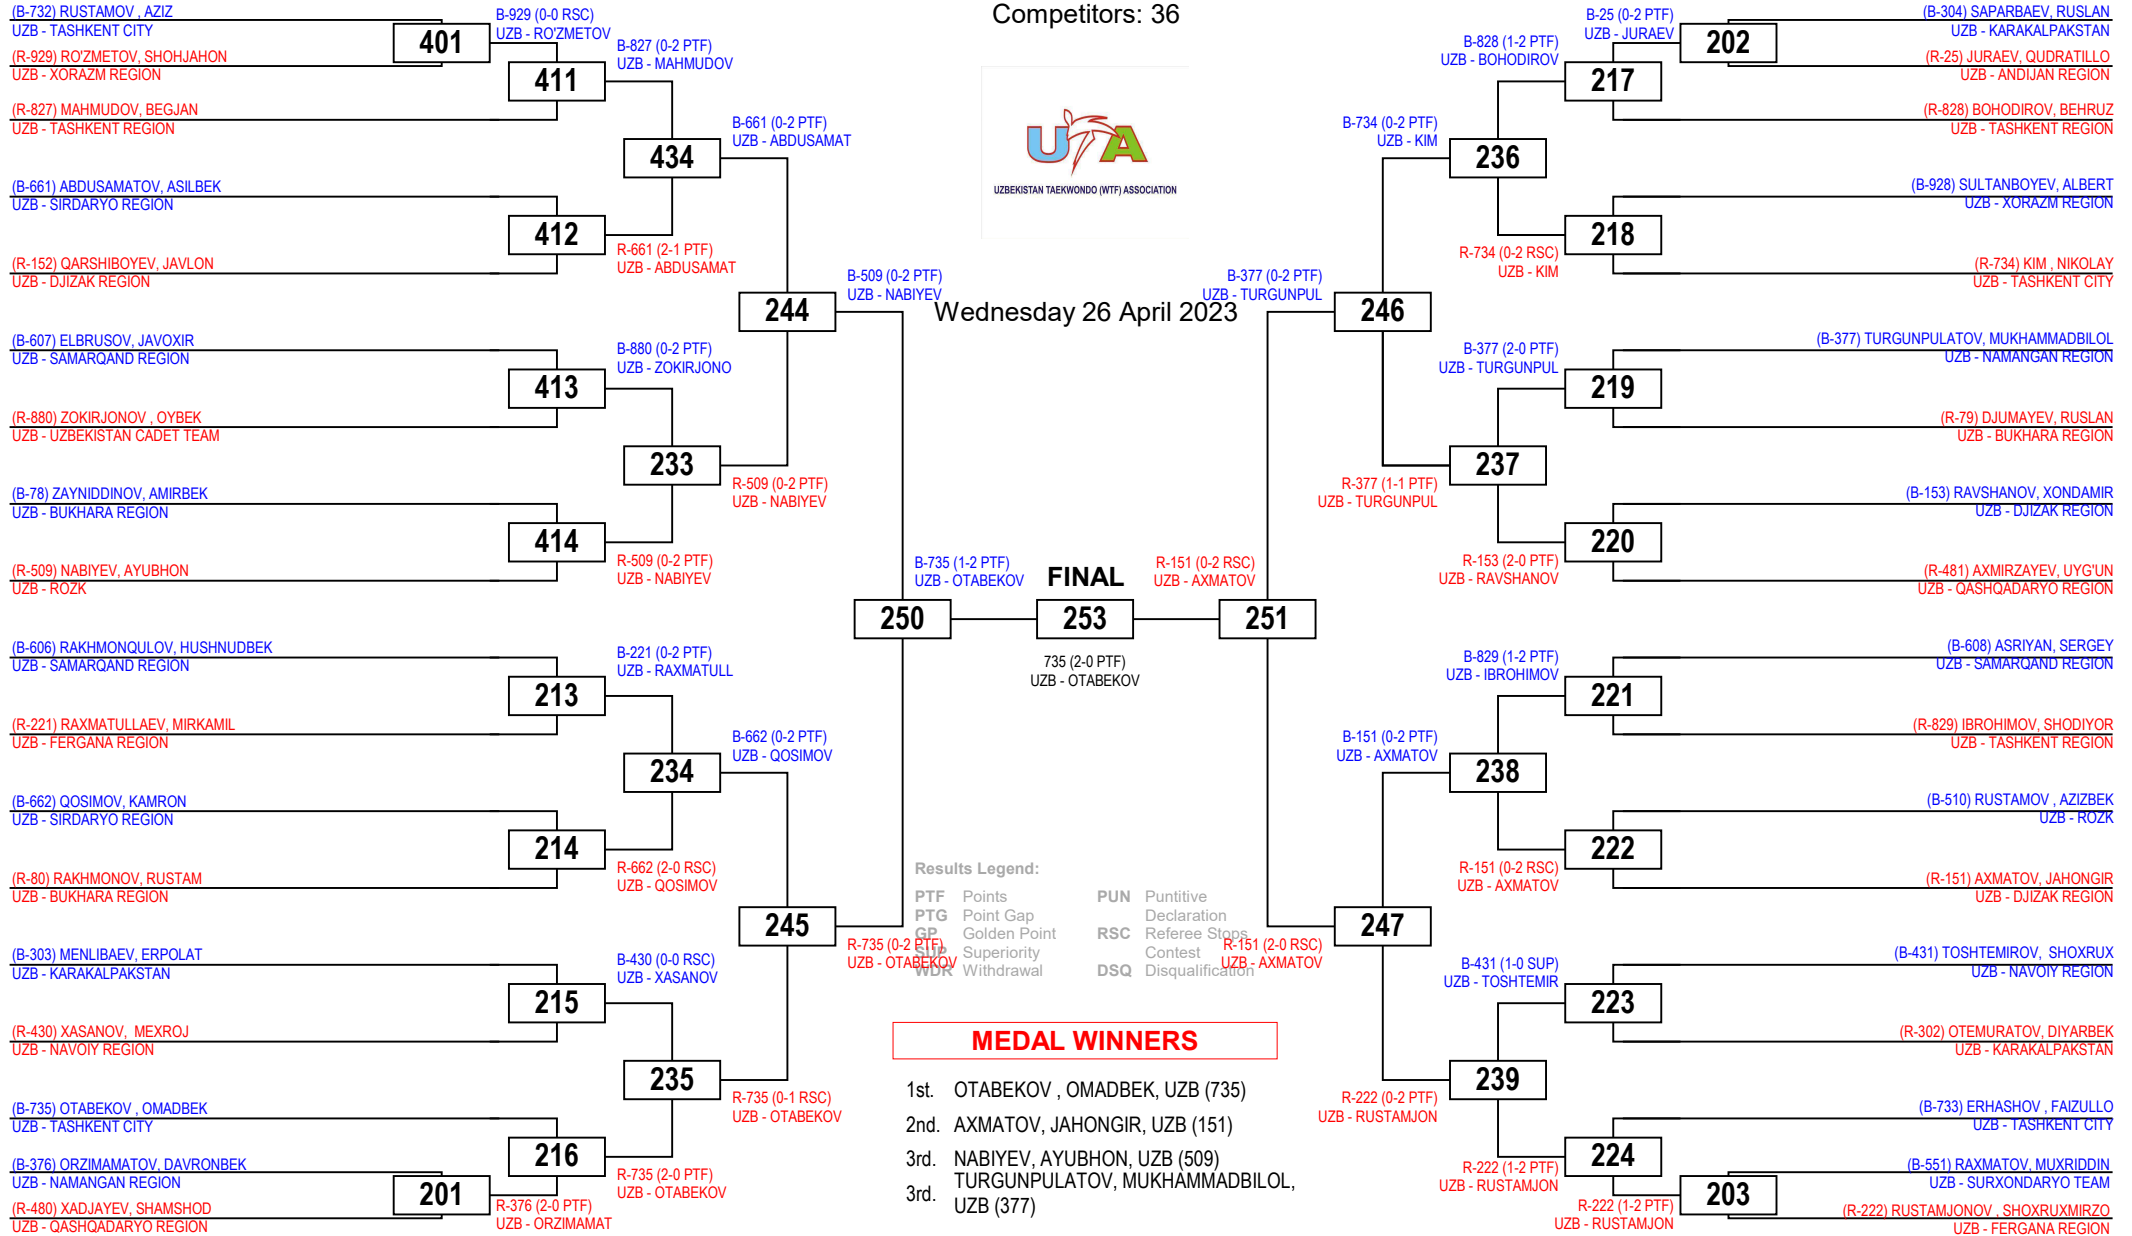 Competitors: 36
UTA
UZBEKISTAN TAEKWONDO (WTF) ASSOCIATION
Wednesday 26 April 2023
(B-732) RUSTAMOV , AZIZ
UZB - TASHKENT CITY
(R-929) RO'ZMETOV, SHOHJAHON
UZB - XORAZM REGION
(R-827) MAHMUDOV, BEGJAN
UZB - TASHKENT REGION
(B-661) ABDUSAMATOV, ASILBEK
UZB - SIRDARYO REGION
(R-152) QARSHIBOYEV, JAVLON
UZB - DJIZAK REGION
(B-607) ELBRUSOV, JAVOXIR
UZB - SAMARQAND REGION
(R-880) ZOKIRJONOV , OYBEK
UZB - UZBEKISTAN CADET TEAM
(B-78) ZAYNIDDINOV, AMIRBEK
UZB - BUKHARA REGION
(R-509) NABIYEV, AYUBHON
UZB - ROZK
(B-606) RAKHMONQULOV, HUSHNUDBEK
UZB - SAMARQAND REGION
(R-221) RAXMATULLAEV, MIRKAMIL
UZB - FERGANA REGION
(B-662) QOSIMOV, KAMRON
UZB - SIRDARYO REGION
(R-80) RAKHMONOV, RUSTAM
UZB - BUKHARA REGION
(B-303) MENLIBAEV, ERPOLAT
UZB - KARAKALPAKSTAN
(R-430) XASANOV,  MEXROJ
UZB - NAVOIY REGION
(B-735) OTABEKOV , OMADBEK
UZB - TASHKENT CITY
(B-376) ORZIMAMATOV, DAVRONBEK
UZB - NAMANGAN REGION
(R-480) XADJAYEV, SHAMSHOD
UZB - QASHQADARYO REGION
401
B-929 (0-0 RSC)
UZB - RO'ZMETOV
201
R-376 (2-0 PTF)
UZB - ORZIMAMAT
411
B-827 (0-2 PTF)
UZB - MAHMUDOV
412
R-661 (2-1 PTF)
UZB - ABDUSAMAT
413
B-880 (0-2 PTF)
UZB - ZOKIRJONO
414
R-509 (0-2 PTF)
UZB - NABIYEV
213
B-221 (0-2 PTF)
UZB - RAXMATULL
214
R-662 (2-0 RSC)
UZB - QOSIMOV
215
B-430 (0-0 RSC)
UZB - XASANOV
216
R-735 (2-0 PTF)
UZB - OTABEKOV
434
B-661 (0-2 PTF)
UZB - ABDUSAMAT
233
R-509 (0-2 PTF)
UZB - NABIYEV
234
B-662 (0-2 PTF)
UZB - QOSIMOV
235
R-735 (0-1 RSC)
UZB - OTABEKOV
244
B-509 (0-2 PTF)
UZB - NABIYEV
245
R-735 (0-2 PTF)
UZB - OTABEKOV
250
B-735 (1-2 PTF)
UZB - OTABEKOV
FINAL
253
735 (2-0 PTF)
UZB - OTABEKOV
R-151 (0-2 RSC)
UZB - AXMATOV
251
B-377 (0-2 PTF)
UZB - TURGUNPUL
246
R-151 (2-0 RSC)
UZB - AXMATOV
247
B-734 (0-2 PTF)
UZB - KIM
236
R-377 (1-1 PTF)
UZB - TURGUNPUL
237
B-151 (0-2 PTF)
UZB - AXMATOV
238
R-222 (0-2 PTF)
UZB - RUSTAMJON
239
B-828 (1-2 PTF)
UZB - BOHODIROV
217
R-734 (0-2 RSC)
UZB - KIM
218
B-377 (2-0 PTF)
UZB - TURGUNPUL
219
R-153 (2-0 PTF)
UZB - RAVSHANOV
220
B-829 (1-2 PTF)
UZB - IBROHIMOV
221
R-151 (0-2 RSC)
UZB - AXMATOV
222
B-431 (1-0 SUP)
UZB - TOSHTEMIR
223
R-222 (1-2 PTF)
UZB - RUSTAMJON
224
B-25 (0-2 PTF)
UZB - JURAEV
202
R-222 (1-2 PTF)
UZB - RUSTAMJON
203
(B-304) SAPARBAEV, RUSLAN
UZB - KARAKALPAKSTAN
(R-25) JURAEV, QUDRATILLO
UZB - ANDIJAN REGION
(R-828) BOHODIROV, BEHRUZ
UZB - TASHKENT REGION
(B-928) SULTANBOYEV, ALBERT
UZB - XORAZM REGION
(R-734) KIM , NIKOLAY
UZB - TASHKENT CITY
(B-377) TURGUNPULATOV, MUKHAMMADBILOL
UZB - NAMANGAN REGION
(R-79) DJUMAYEV, RUSLAN
UZB - BUKHARA REGION
(B-153) RAVSHANOV, XONDAMIR
UZB - DJIZAK REGION
(R-481) AXMIRZAYEV, UYG'UN
UZB - QASHQADARYO REGION
(B-608) ASRIYAN, SERGEY
UZB - SAMARQAND REGION
(R-829) IBROHIMOV, SHODIYOR
UZB - TASHKENT REGION
(B-510) RUSTAMOV , AZIZBEK
UZB - ROZK
(R-151) AXMATOV, JAHONGIR
UZB - DJIZAK REGION
(B-431) TOSHTEMIROV,  SHOXRUX
UZB - NAVOIY REGION
(R-302) OTEMURATOV, DIYARBEK
UZB - KARAKALPAKSTAN
(B-733) ERHASHOV , FAIZULLO
UZB - TASHKENT CITY
(B-551) RAXMATOV, MUXRIDDIN
UZB - SURXONDARYO TEAM
(R-222) RUSTAMJONOV , SHOXRUXMIRZO
UZB - FERGANA REGION
Results Legend:
PTF Points
PTG Point Gap
GP Golden Point
SUP Superiority
WDR Withdrawal
PUN Puntitive
Declaration
RSC Referee Stops
Contest
DSQ Disqualification
MEDAL WINNERS
1st. OTABEKOV , OMADBEK, UZB (735)
2nd. AXMATOV, JAHONGIR, UZB (151)
3rd. NABIYEV, AYUBHON, UZB (509)
3rd. TURGUNPULATOV, MUKHAMMADBILOL,
UZB (377)